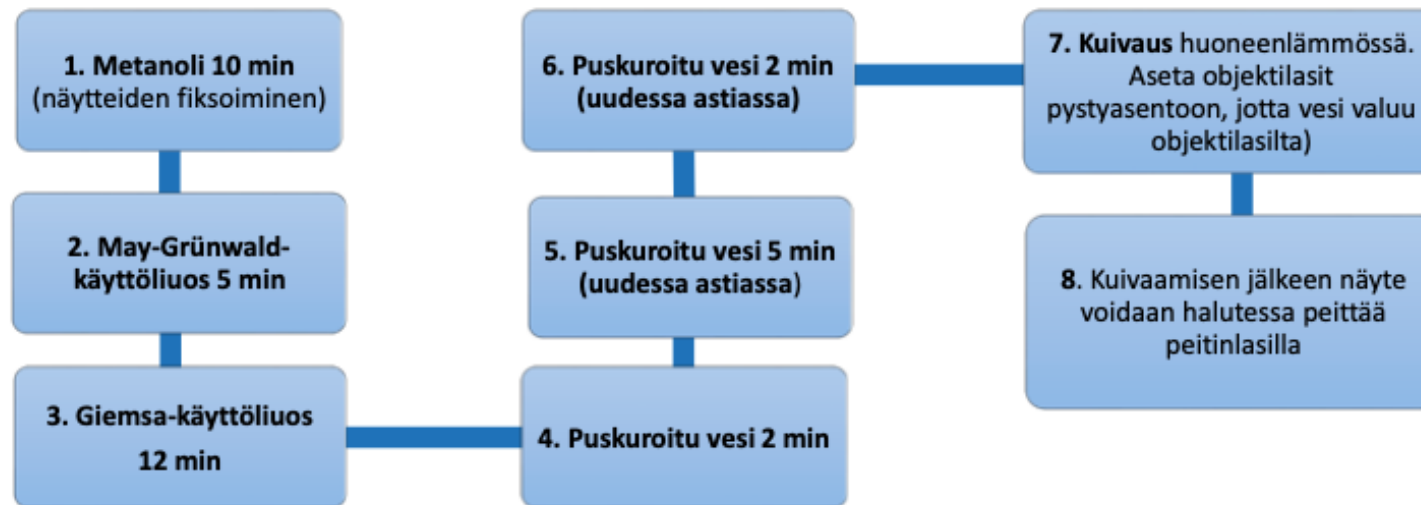 1. Metanoli 10 min
(näytteiden fiksoiminen)
2. May-Grünwald-
käyttöliuos 5 min
3. Giemsa-käyttöliuos
12 min
4. Puskuroitu vesi 2 min
5. Puskuroitu vesi 5 min
(uudessa astiassa)
6. Puskuroitu vesi 2 min
(uudessa astiassa)
7. Kuivaus huoneenlämmössä.
Aseta objektilasit
pystyasentoon, jotta vesi valuu
objektilasilta)
8. Kuivaamisen jälkeen näyte
voidaan halutessa peittää
peitinlasilla